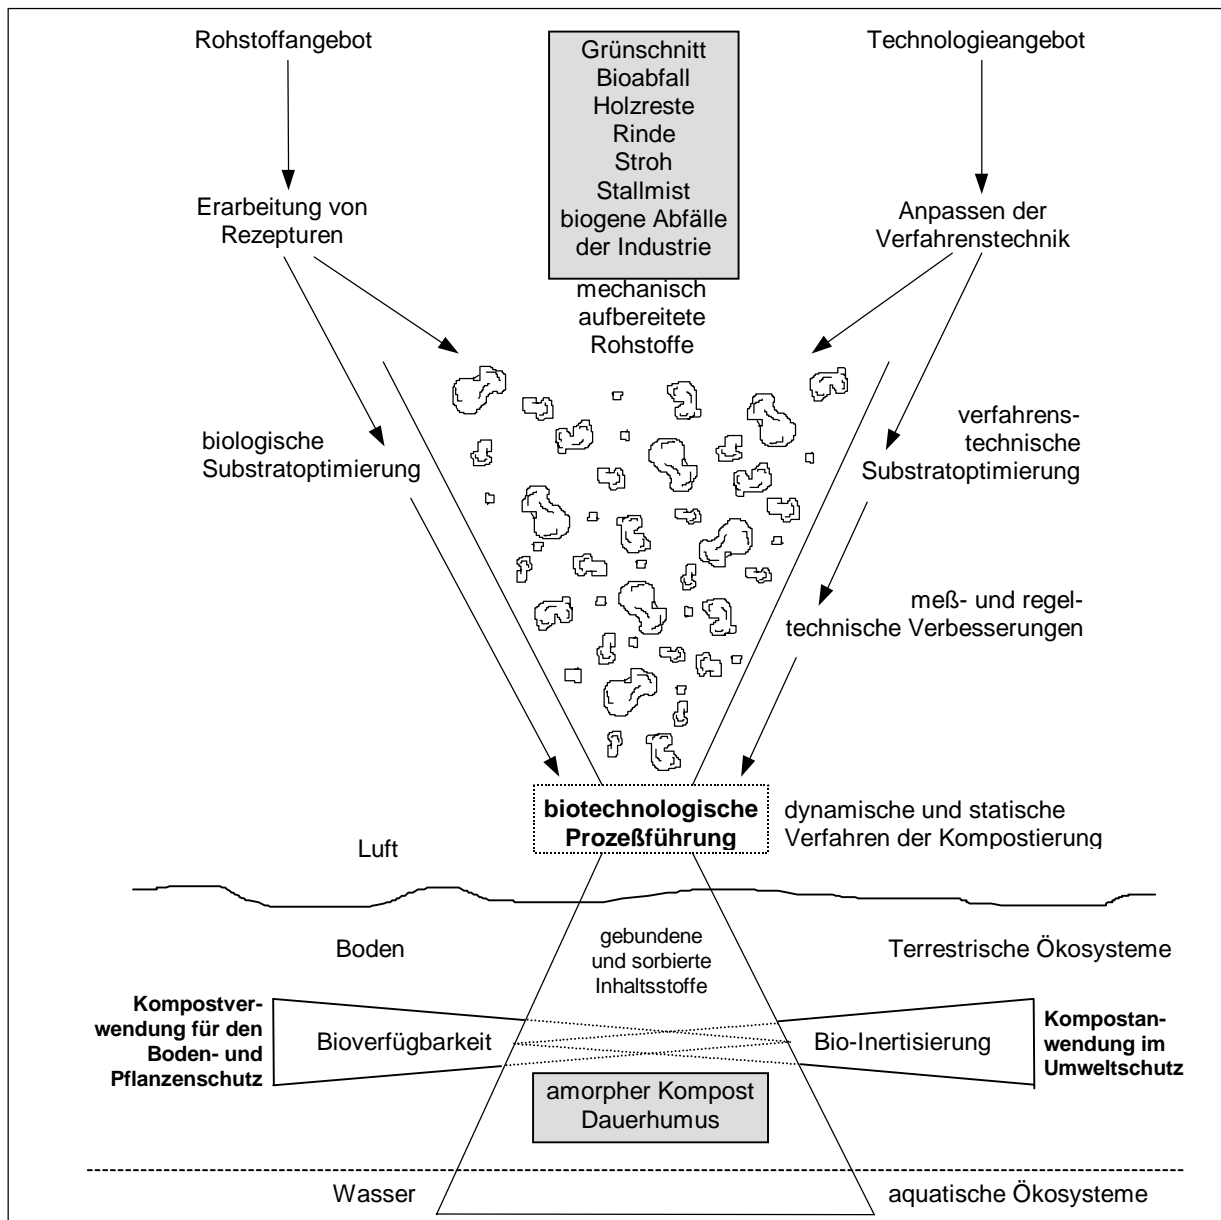 Rohstoffangebot
Grünschnitt
Bioabfall
Holzreste
Rinde
Stroh
Stallmist
biogene Abfälle
der Industrie
Technologieangebot
Erarbeitung von
Rezepturen
Anpassen der
Verfahrenstechnik
mechanisch
aufbereitete
Rohstoffe
biologische
Substratoptimierung
verfahrens-
technische
Substratoptimierung
meß- und regel-
technische Verbesserungen
biotechnologische
Prozeßführung
dynamische und statische
Verfahren der Kompostierung
Luft
Boden
gebundene
und sorbierte
Inhaltsstoffe
Terrestrische Ökosysteme
Kompostver-
wendung für den
Boden- und
Pflanzenschutz
Bioverfügbarkeit
Bio-Inertisierung
Kompostan-
wendung im
Umweltschutz
amorpher Kompost
Dauerhumus
Wasser
aquatische Ökosysteme